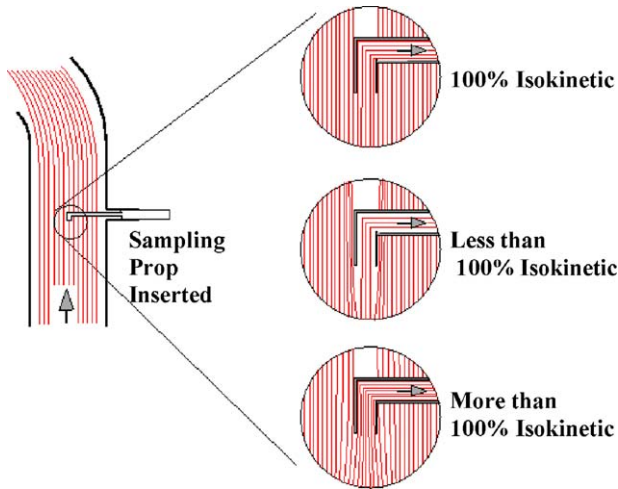 100% Isokinetic
Sampling
Prop
Inserted
Less than
100% Isokinetic
More than
100% Isokinetic